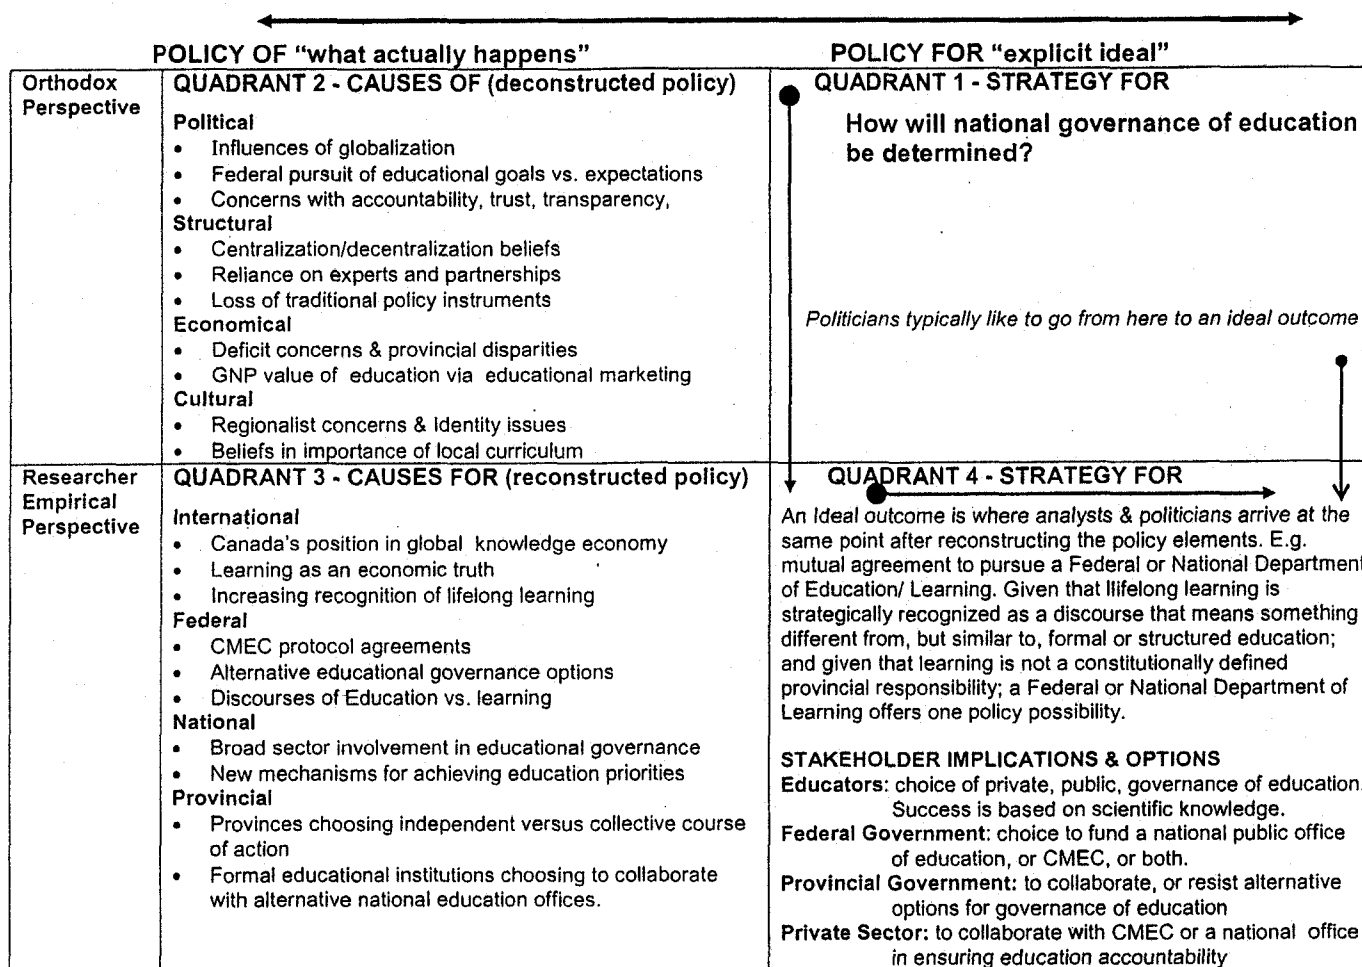 POLICY OF "what actually happens"
POLICY FOR "explicit ideal"
Orthodox
Perspective
QUADRANT 2 - CAUSES OF (deconstructed policy)
Political
• Influences of globalization
• Federal pursuit of educational goals vs. expectations
• Concerns with accountability, trust, transparency,
Structural
• Centralization/decentralization beliefs
• Reliance on experts and partnerships
• Loss of traditional policy instruments
Economical
• Deficit concerns & provincial disparities
• GNP value of education via educational marketing
Cultural
• Regionalist concerns & Identity issues
• Beliefs in importance of local curriculum
QUADRANT 1 - STRATEGY FOR
How will national governance of education
be determined?
Politicians typically like to go from here to an ideal outcome
Researcher
Empirical
Perspective
QUADRANT 3 - CAUSES FOR (reconstructed policy)
International
• Canada's position in global knowledge economy
• Learning as an economic truth
• Increasing recognition of lifelong learning
Federal
• CMEC protocol agreements
• Alternative educational governance options
• Discourses of Education vs. learning
National
• Broad sector involvement in educational governance
• New mechanisms for achieving education priorities
Provincial
• Provinces choosing independent versus collective course
of action
• Formal educational institutions choosing to collaborate
with alternative national education offices.
QUADRANT 4 - STRATEGY FOR
An Ideal outcome is where analysts & politicians arrive at the
same point after reconstructing the policy elements. E.g.
mutual agreement to pursue a Federal or National Department
of Education/ Learning. Given that llifelong learning is
strategically recognized as a discourse that means something
different from, but similar to, formal or structured education;
and given that learning is not a constitutionally defined
provincial responsibility; a Federal or National Department of
Learning offers one policy possibility.
STAKEHOLDER IMPLICATIONS & OPTIONS
Educators: choice of private, public, governance of education.
Success is based on scientific knowledge.
Federal Government: choice to fund a national public office
of education, or CMEC, or both.
Provincial Government: to collaborate, or resist alternative
options for governance of education
Private Sector: to collaborate with CMEC or a national office
in ensuring education accountability